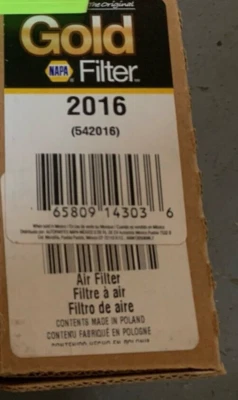 the Original
Gold
NAPA Filter
2016
(542016)
65809 14303 6
Air Filter
Filtre à air
Filtro de aire
CONTENTS MADE IN POLAND
CONTENU FABRIQUÉ EN POLOGNE